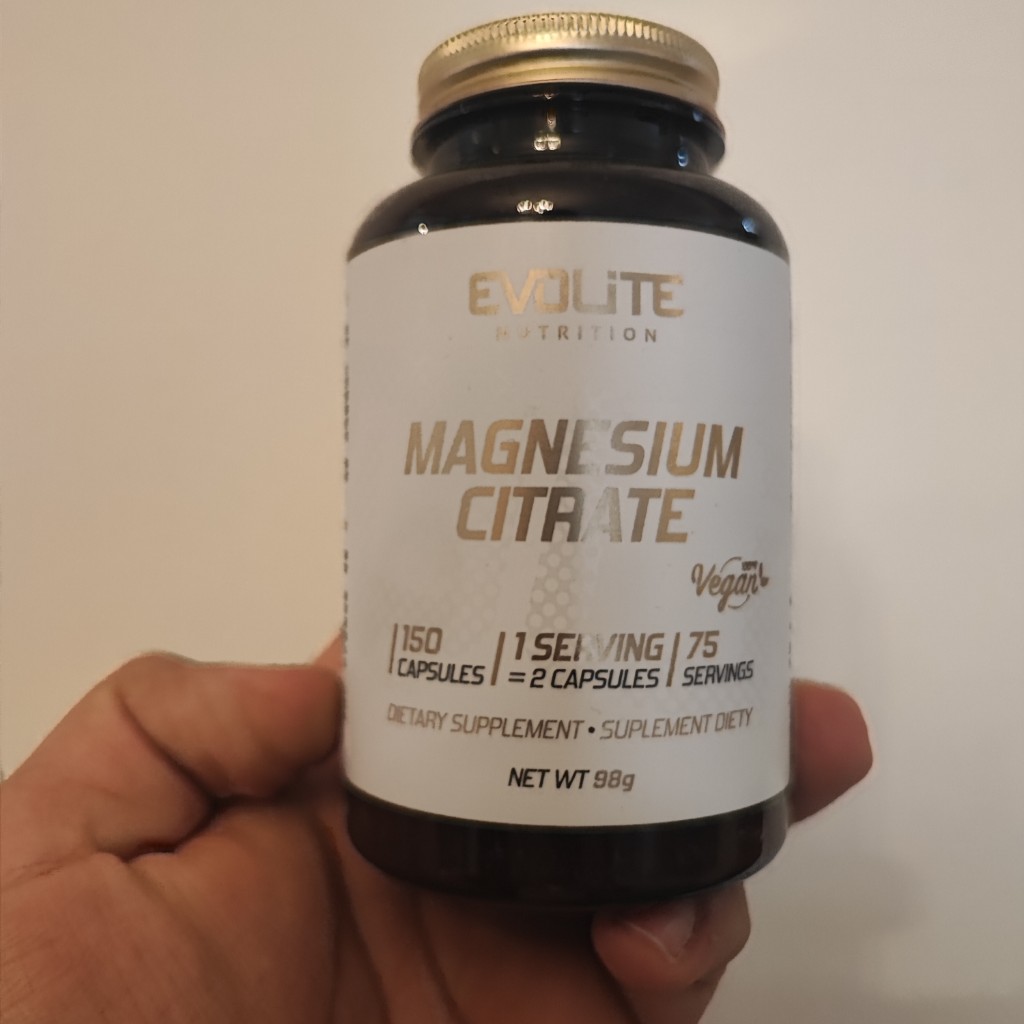 EVOLiTE
NUTRITION
MAGNESIUM
CITRATE
Vegan
150 CAPSULES
1 SERVING = 2 CAPSULES
75 SERVINGS
DIETARY SUPPLEMENT • SUPLEMENT DIETY
NET WT 98g